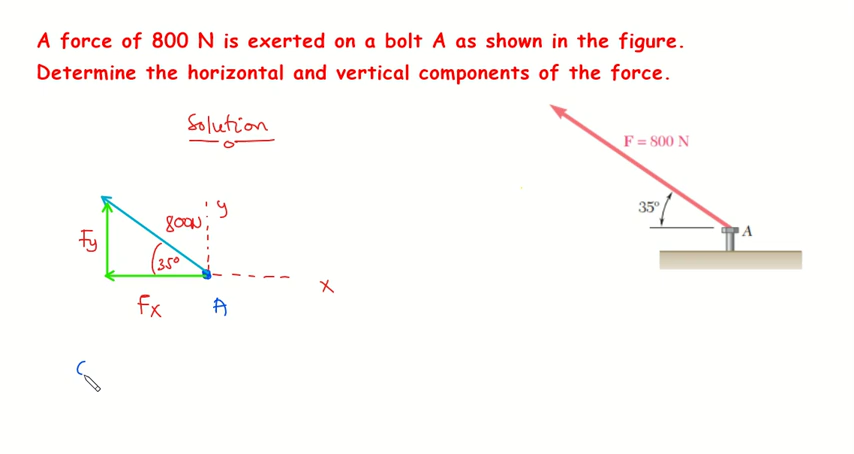 A force of 800 N is exerted on a bolt A as shown in the figure.
Determine the horizontal and vertical components of the force.
Solution
F = 800 N
35°
A
y
800N
Fy
35°
x
Fx
A